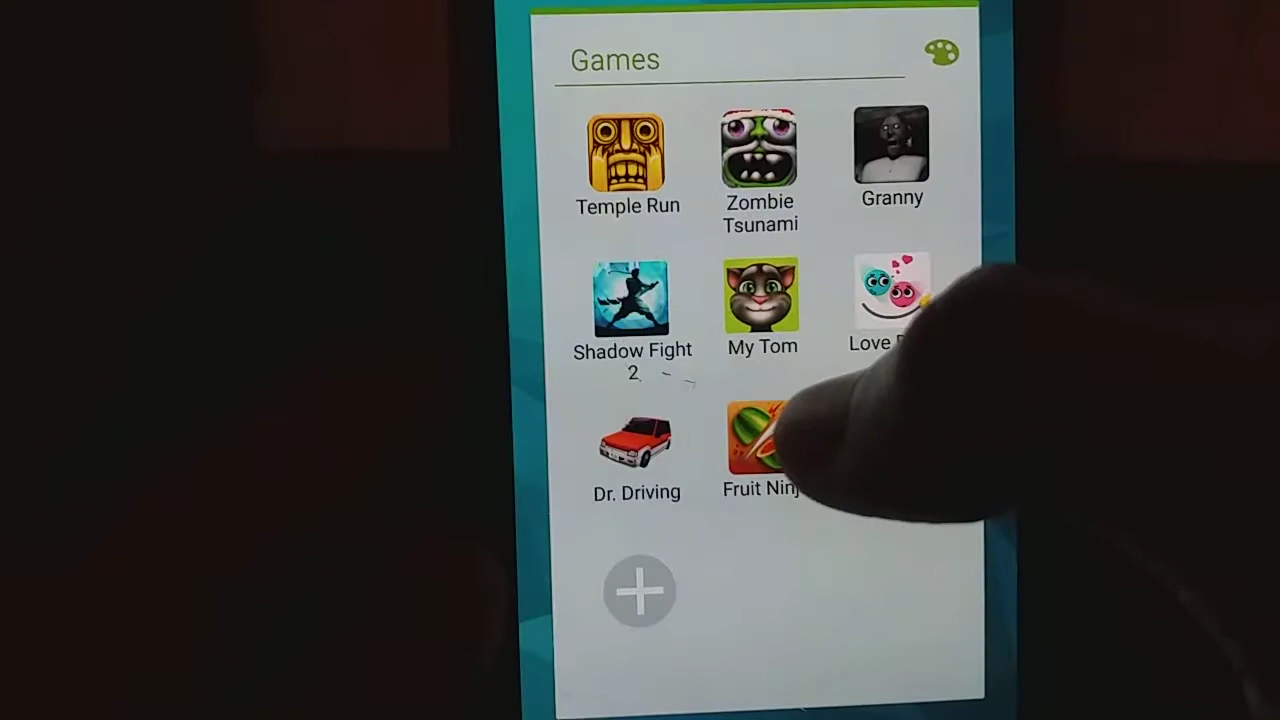 Games
Temple Run
Zombie
Tsunami
Granny
Shadow Fight
2
My Tom
Love
Dr. Driving
Fruit Ninj